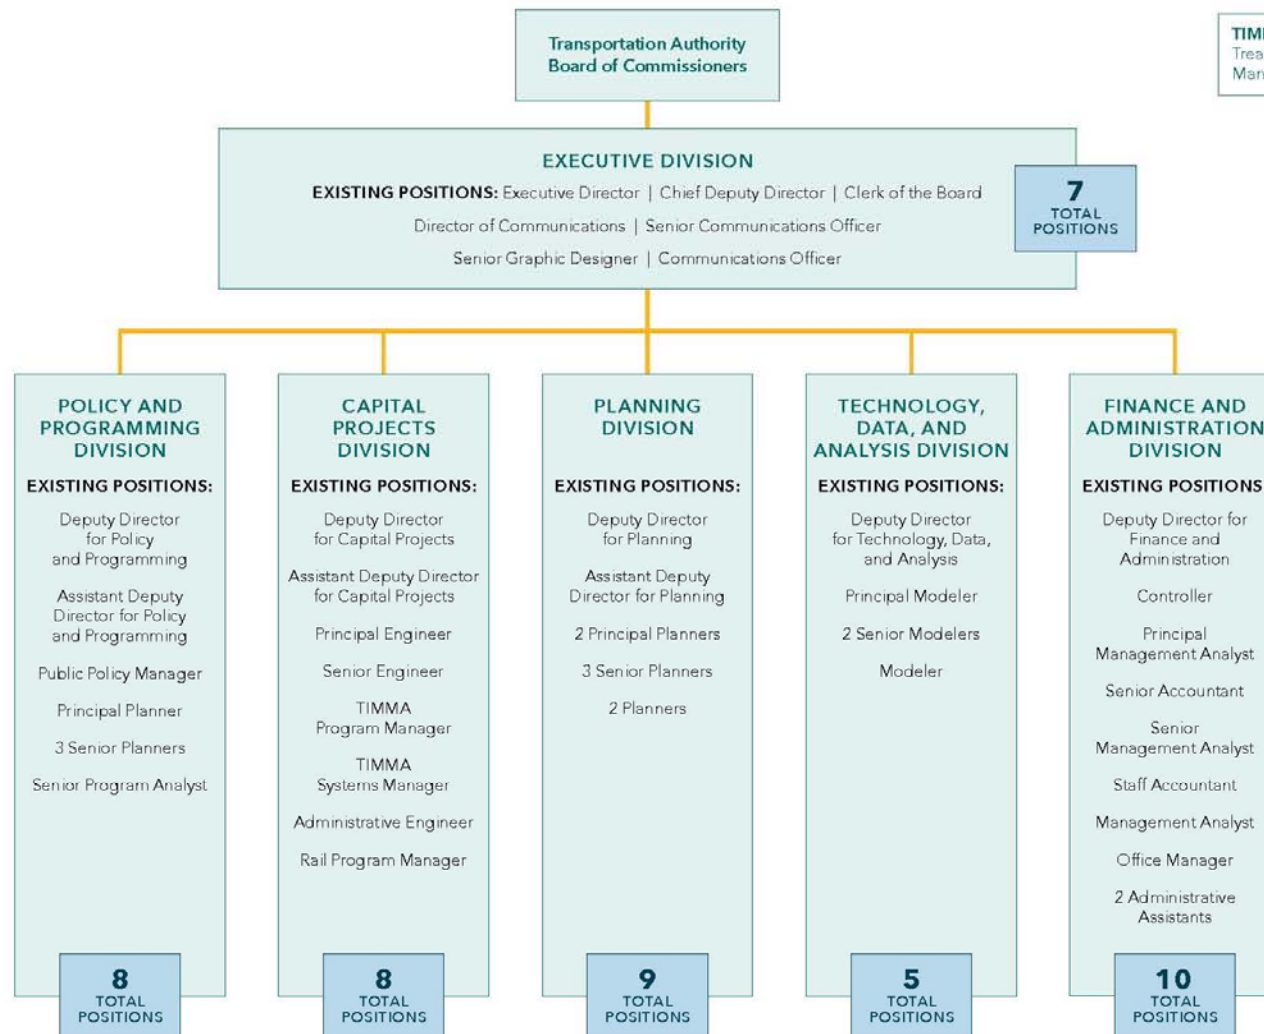 Transportation Authority
Board of Commissioners
Trea
Man
EXECUTIVE DIVISION
EXISTING POSITIONS: Executive Director | Chief Deputy Director | Clerk of the Board
Director of Communications | Senior Communications Officer
Senior Graphic Designer | Communications Officer
7
TOTAL
POSITIONS
POLICY AND
PROGRAMMING
DIVISION
EXISTING POSITIONS:
Deputy Director
for Policy
and Programming
Assistant Deputy
Director for Policy
and Programming
Public Policy Manager
Principal Planner
3 Senior Planners
Senior Program Analyst
8
TOTAL
POSITIONS
CAPITAL
PROJECTS
DIVISION
EXISTING POSITIONS:
Deputy Director
for Capital Projects
Assistant Deputy Director
for Capital Projects
Principal Engineer
Senior Engineer
TIMMA
Program Manager
TIMMA
Systems Manager
Administrative Engineer
Rail Program Manager
8
TOTAL
POSITIONS
PLANNING
DIVISION
EXISTING POSITIONS:
Deputy Director
for Planning
Assistant Deputy
Director for Planning
2 Principal Planners
3 Senior Planners
2 Planners
9
TOTAL
POSITIONS
TECHNOLOGY,
DATA, AND
ANALYSIS DIVISION
EXISTING POSITIONS:
Deputy Director
for Technology, Data,
and Analysis
Principal Modeler
2 Senior Modelers
Modeler
5
TOTAL
POSITIONS
FINANCE AND
ADMINISTRATION
DIVISION
EXISTING POSITIONS
Deputy Director for
Finance and
Administration
Controller
Principal
Management Analyst
Senior Accountant
Senior
Management Analyst
Staff Accountant
Management Analyst
Office Manager
2 Administrative
Assistants
10
TOTAL
POSITIONS